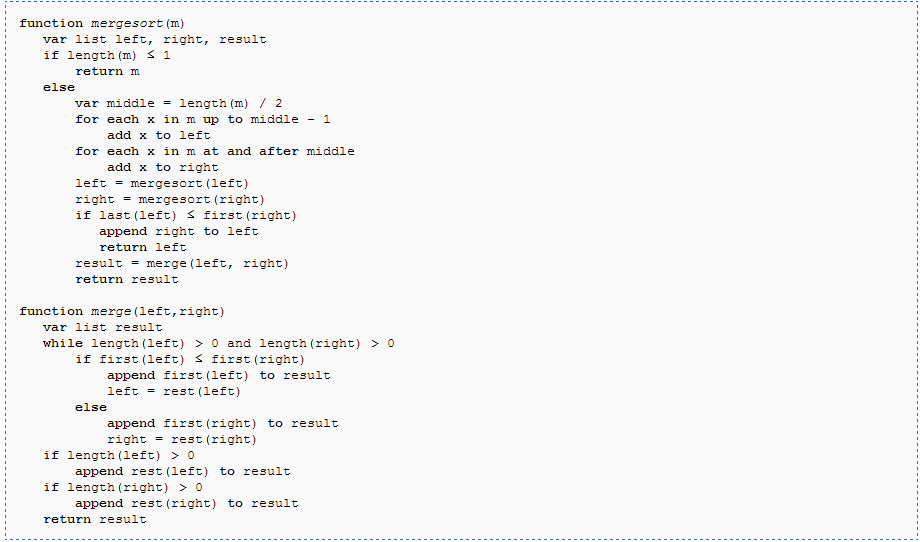 function mergesort(m)
   var list left, right, result
   if length(m) ≤ 1
       return m
   else
       var middle = length(m) / 2
       for each x in m up to middle - 1
           add x to left
       for each x in m at and after middle
           add x to right
       left = mergesort(left)
       right = mergesort(right)
       if last(left) ≤ first(right)
          append right to left
          return left
       result = merge(left, right)
       return result

function merge(left,right)
   var list result
   while length(left) > 0 and length(right) > 0
       if first(left) ≤ first(right)
           append first(left) to result
           left = rest(left)
       else
           append first(right) to result
           right = rest(right)
   if length(left) > 0
       append rest(left) to result
   if length(right) > 0
       append rest(right) to result
   return result